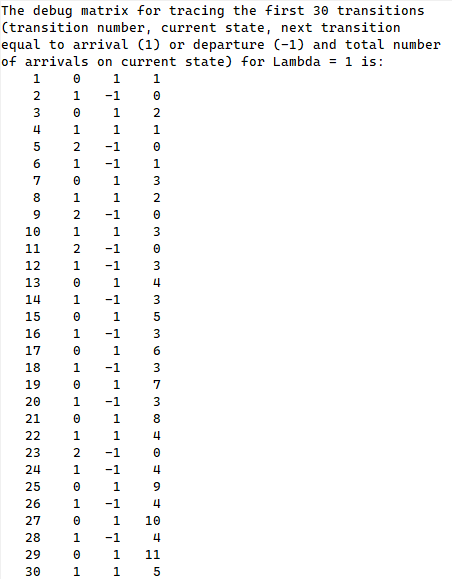 The debug matrix for tracing the first 30 transitions
(transition number, current state, next transition
equal to arrival (1) or departure (-1) and total number
of arrivals on current state) for Lambda = 1 is:
1 0 1 1
2 1 -1 0
3 0 1 2
4 1 1 1
5 2 -1 0
6 1 -1 1
7 0 1 3
8 1 1 2
9 2 -1 0
10 1 1 3
11 2 -1 0
12 1 -1 3
13 0 1 4
14 1 -1 3
15 0 1 5
16 1 -1 3
17 0 1 6
18 1 -1 3
19 0 1 7
20 1 -1 3
21 0 1 8
22 1 1 4
23 2 -1 0
24 1 -1 4
25 0 1 9
26 1 -1 4
27 0 1 10
28 1 -1 4
29 0 1 11
30 1 1 5